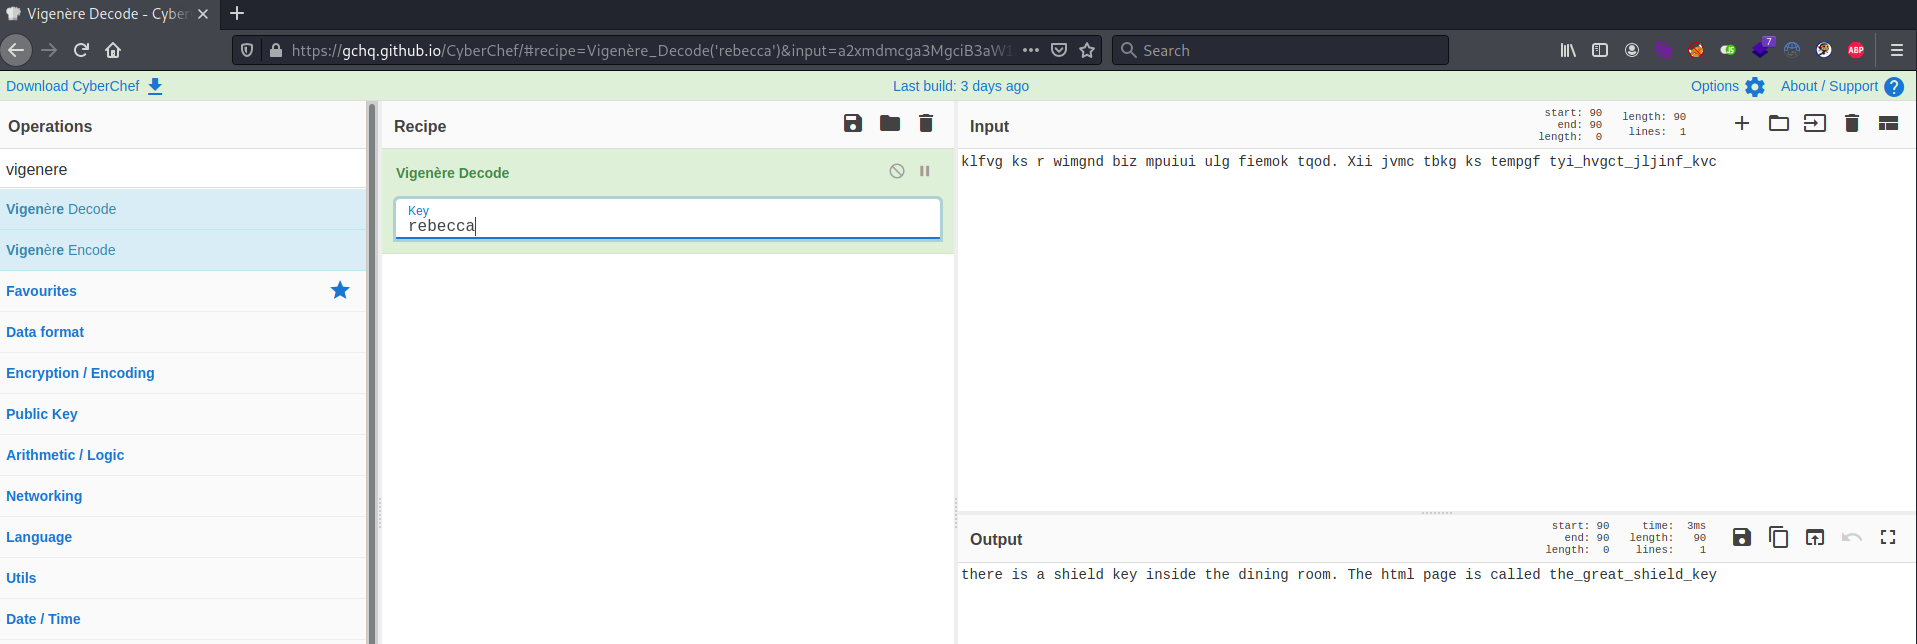 Vigenère Decode - Cyber
https://gchq.github.io/CyberChef/#recipe=Vigenère_Decode('rebecca')&input=a2xmdmcga3MgciB3aW1
Search
7
ABP
Download CyberChef
Last build: 3 days ago
Options
About / Support
Operations
vigenere
Vigenère Decode
Vigenère Encode
Favourites
Data format
Encryption / Encoding
Public Key
Arithmetic / Logic
Networking
Language
Utils
Date / Time
Recipe
Vigenère Decode
Key
rebecca
Input
start: 90
end: 90
length: 0
length: 90
lines: 1
klfvg ks r wimgnd biz mpuiui ulg fiemok tqod. Xii jvmc tbkg ks tempgf tyi_hvgct_jljinf_kvc
Output
start: 90
end: 90
length: 0
time: 3ms
length: 90
lines: 1
there is a shield key inside the dining room. The html page is called the_great_shield_key